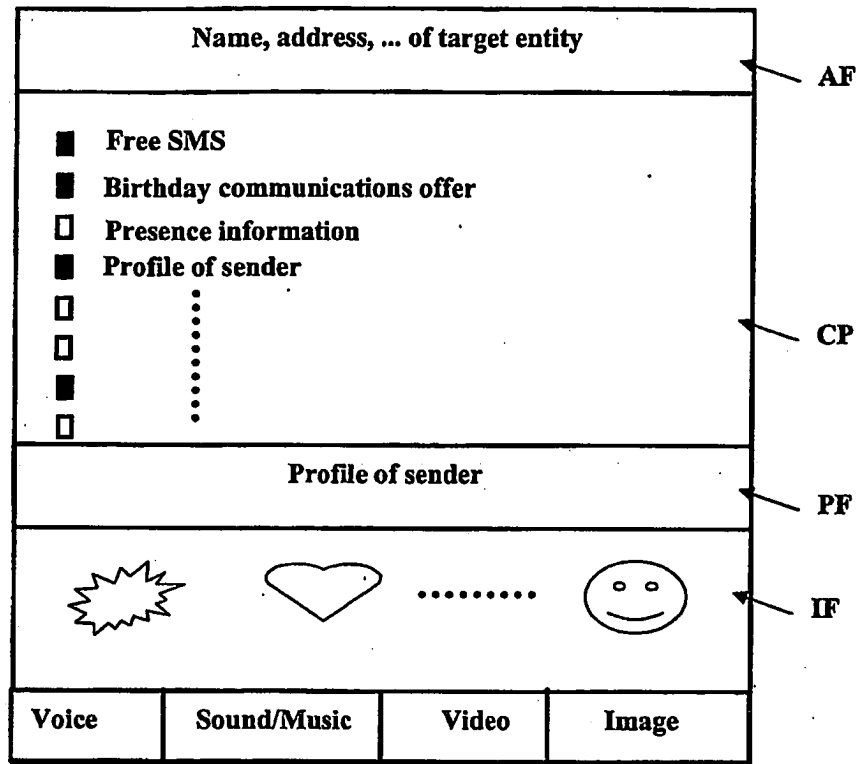 Name, address, ... of target entity
AF
Free SMS
Birthday communications offer
Presence information
Profile of sender
CP
Profile of sender
PF
IF
Voice Sound/Music Video Image